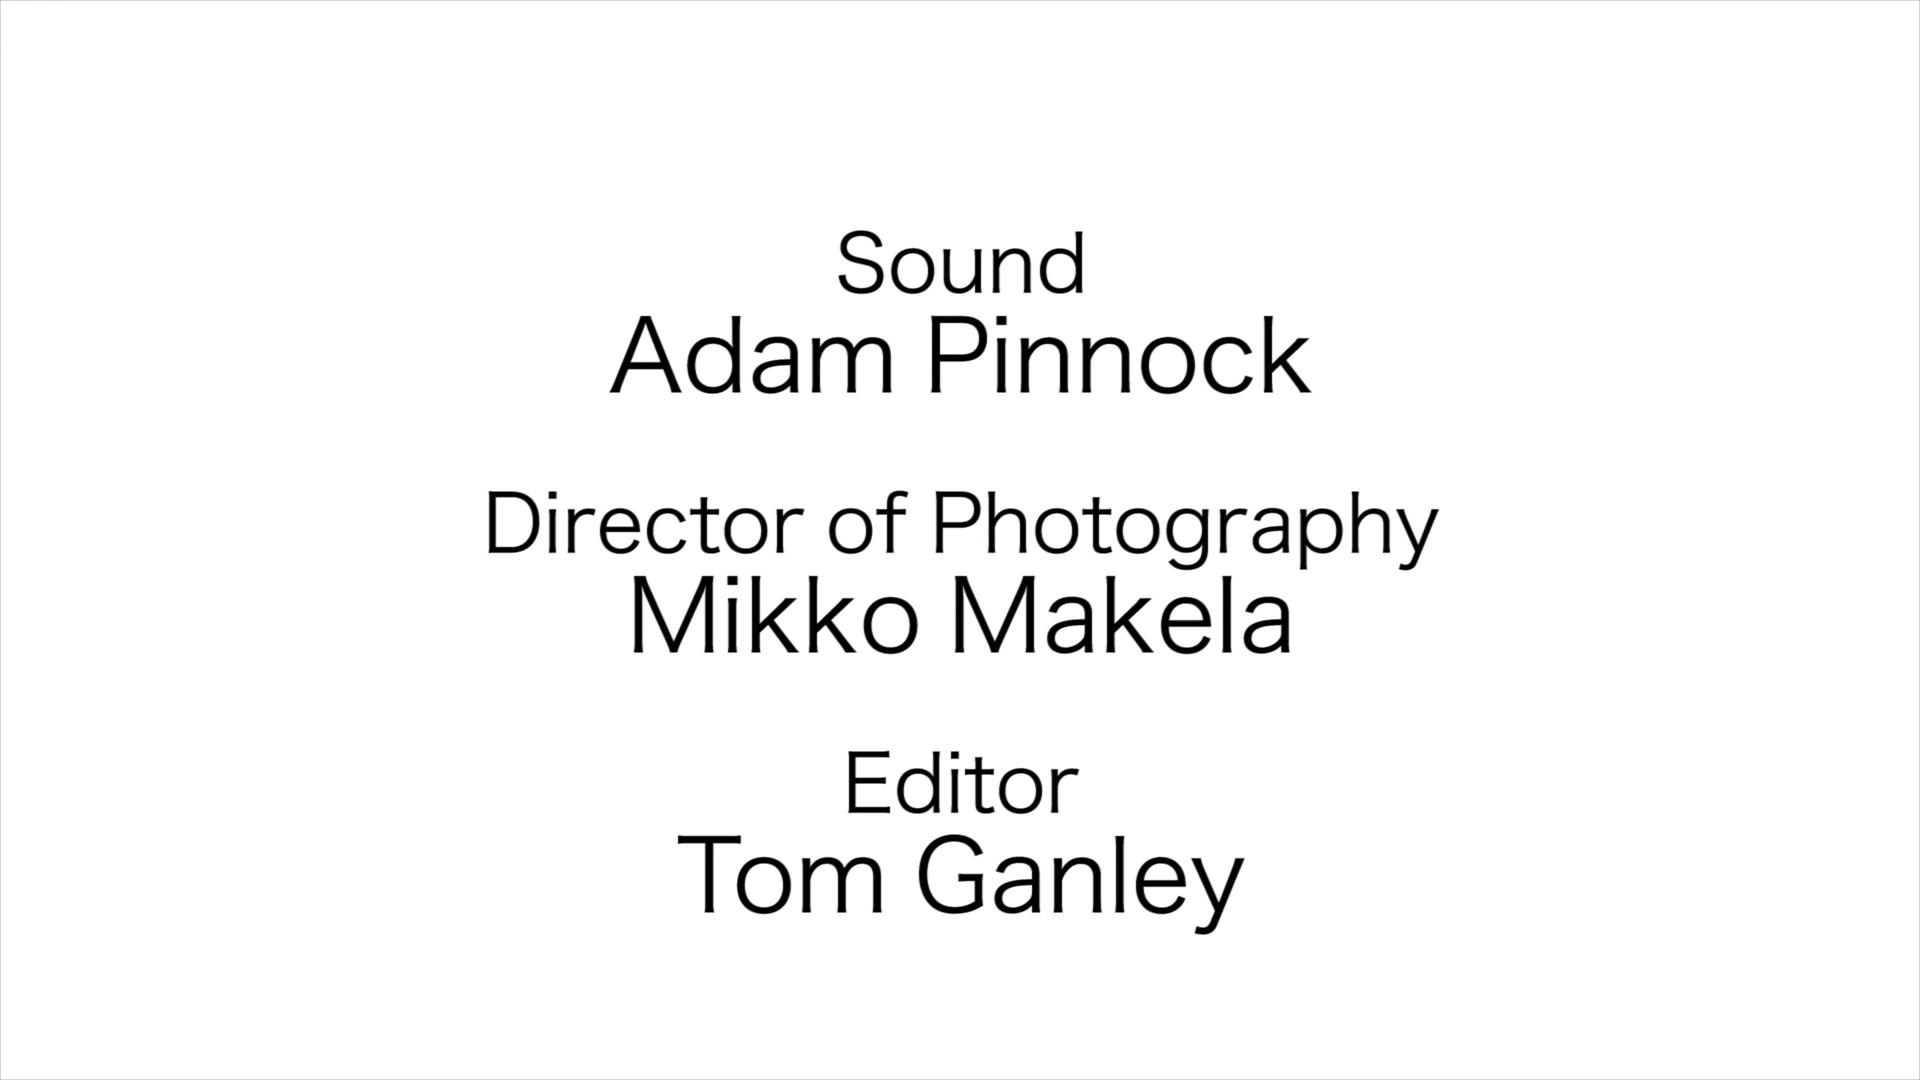 Sound
Adam Pinnock
Director of Photography
Mikko Makela
Editor
Tom Ganley